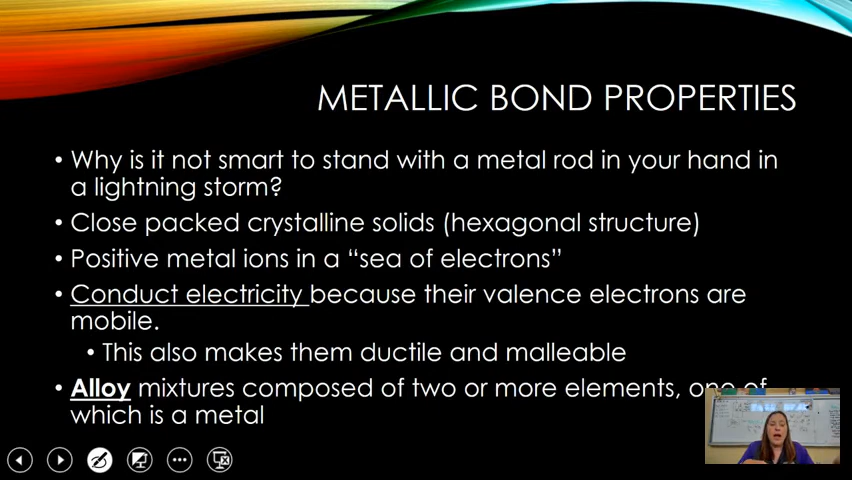 METALLIC BOND PROPERTIES
• Why is it not smart to stand with a metal rod in your hand in
a lightning storm?
• Close packed crystalline solids (hexagonal structure)
• Positive metal ions in a “sea of electrons”
• Conduct electricity because their valence electrons are
mobile.
• This also makes them ductile and malleable
• Alloy mixtures composed of two or more elements, one of
which is a metal